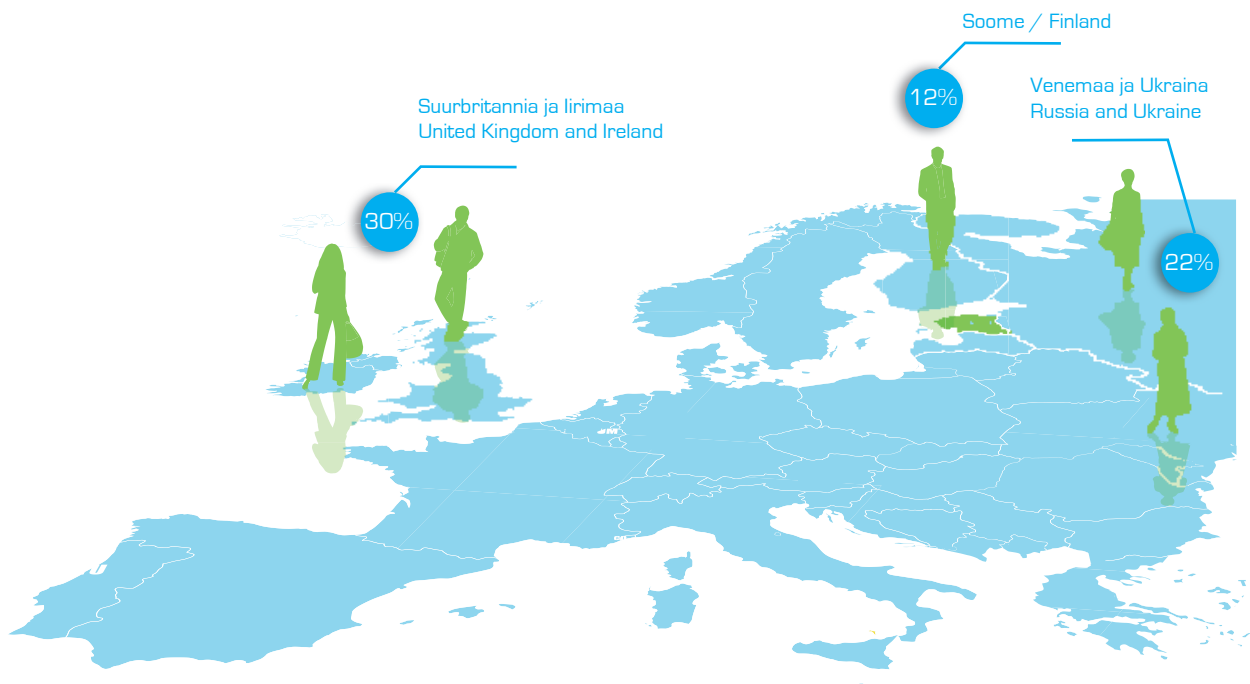 Soome / Finland
12%
Venemaa ja Ukraina
Russia and Ukraine
22%
Suurbritannia ja Iirimaa
United Kingdom and Ireland
30%